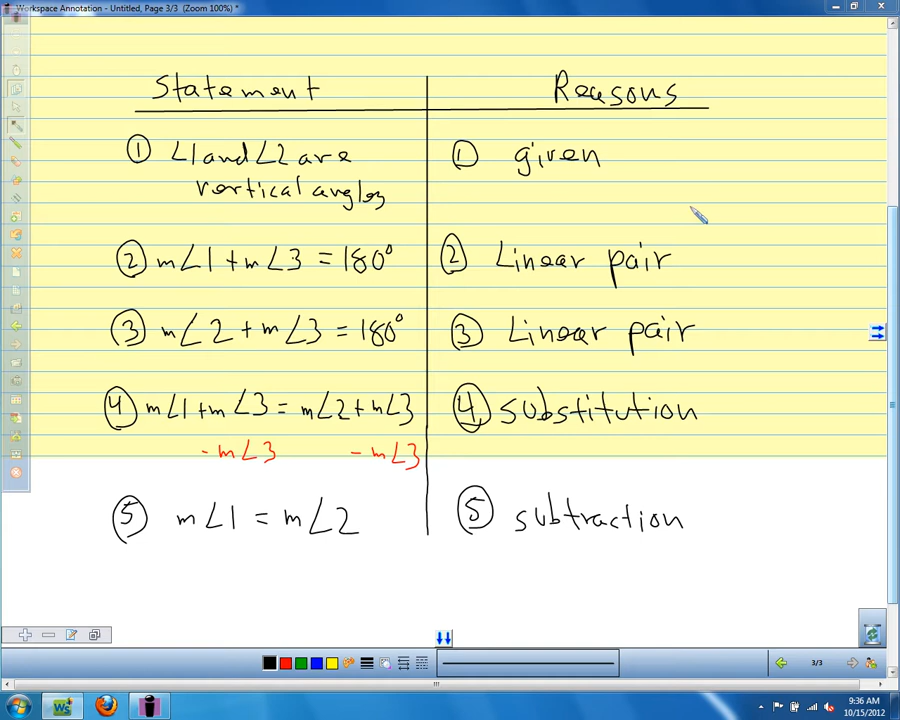 Workspace Annotation - Untitled, Page 3/3 (Zoom 100%) *
Statement
Reasons
① ∠1 and ∠2 are
vertical angles
① given
② m∠1 + m∠3 = 180°
② Linear pair
③ m∠2 + m∠3 = 180°
③ Linear pair
④ m∠1 + m∠3 = m∠2 + m∠3
④ substitution
- m∠3 - m∠3
⑤ m∠1 = m∠2
⑤ subtraction
3/3
9:36 AM
10/15/2012